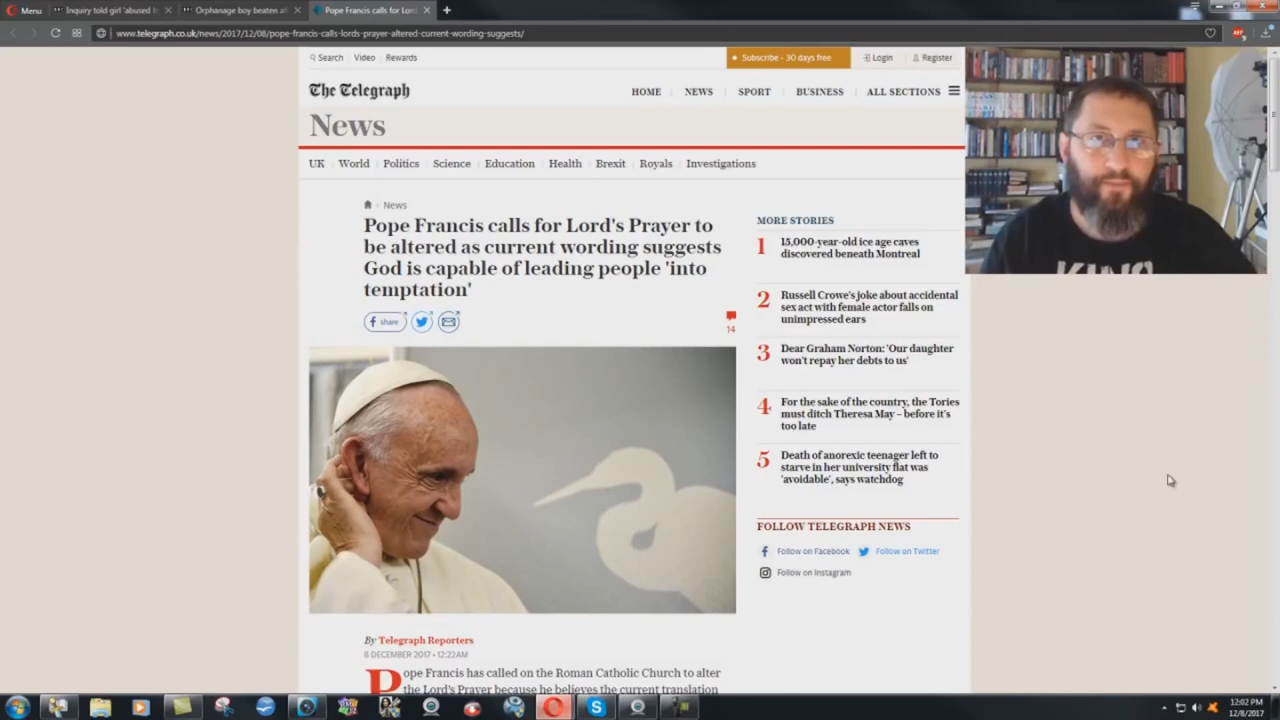 Menu
Inquiry told girl 'abused
Orphanage boy beaten
Pope Francis calls for Lord
www.telegraph.co.uk/news/2017/12/08/pope-francis-calls-lords-prayer-altered-current-wording-suggests/
Search Video Rewards
Subscribe - 30 days free
Login Register
The Telegraph
HOME NEWS SPORT BUSINESS ALL SECTIONS
News
UK World Politics Science Education Health Brexit Royals Investigations
News
Pope Francis calls for Lord's Prayer to
be altered as current wording suggests
God is capable of leading people 'into
temptation'
share
14
By Telegraph Reporters
8 DECEMBER 2017 • 12:22AM
Pope Francis has called on the Roman Catholic Church to alter
the Lord's Prayer because he believes the current translation
MORE STORIES
1 15,000-year-old ice age caves
discovered beneath Montreal
2 Russell Crowe's joke about accidental
sex act with female actor falls on
unimpressed ears
3 Dear Graham Norton: 'Our daughter
won't repay her debts to us'
4 For the sake of the country, the Tories
must ditch Theresa May – before it's
too late
5 Death of anorexic teenager left to
starve in her university flat was
'avoidable', says watchdog
FOLLOW TELEGRAPH NEWS
Follow on Facebook Follow on Twitter
Follow on Instagram
KING
12:02 PM
12/8/2017